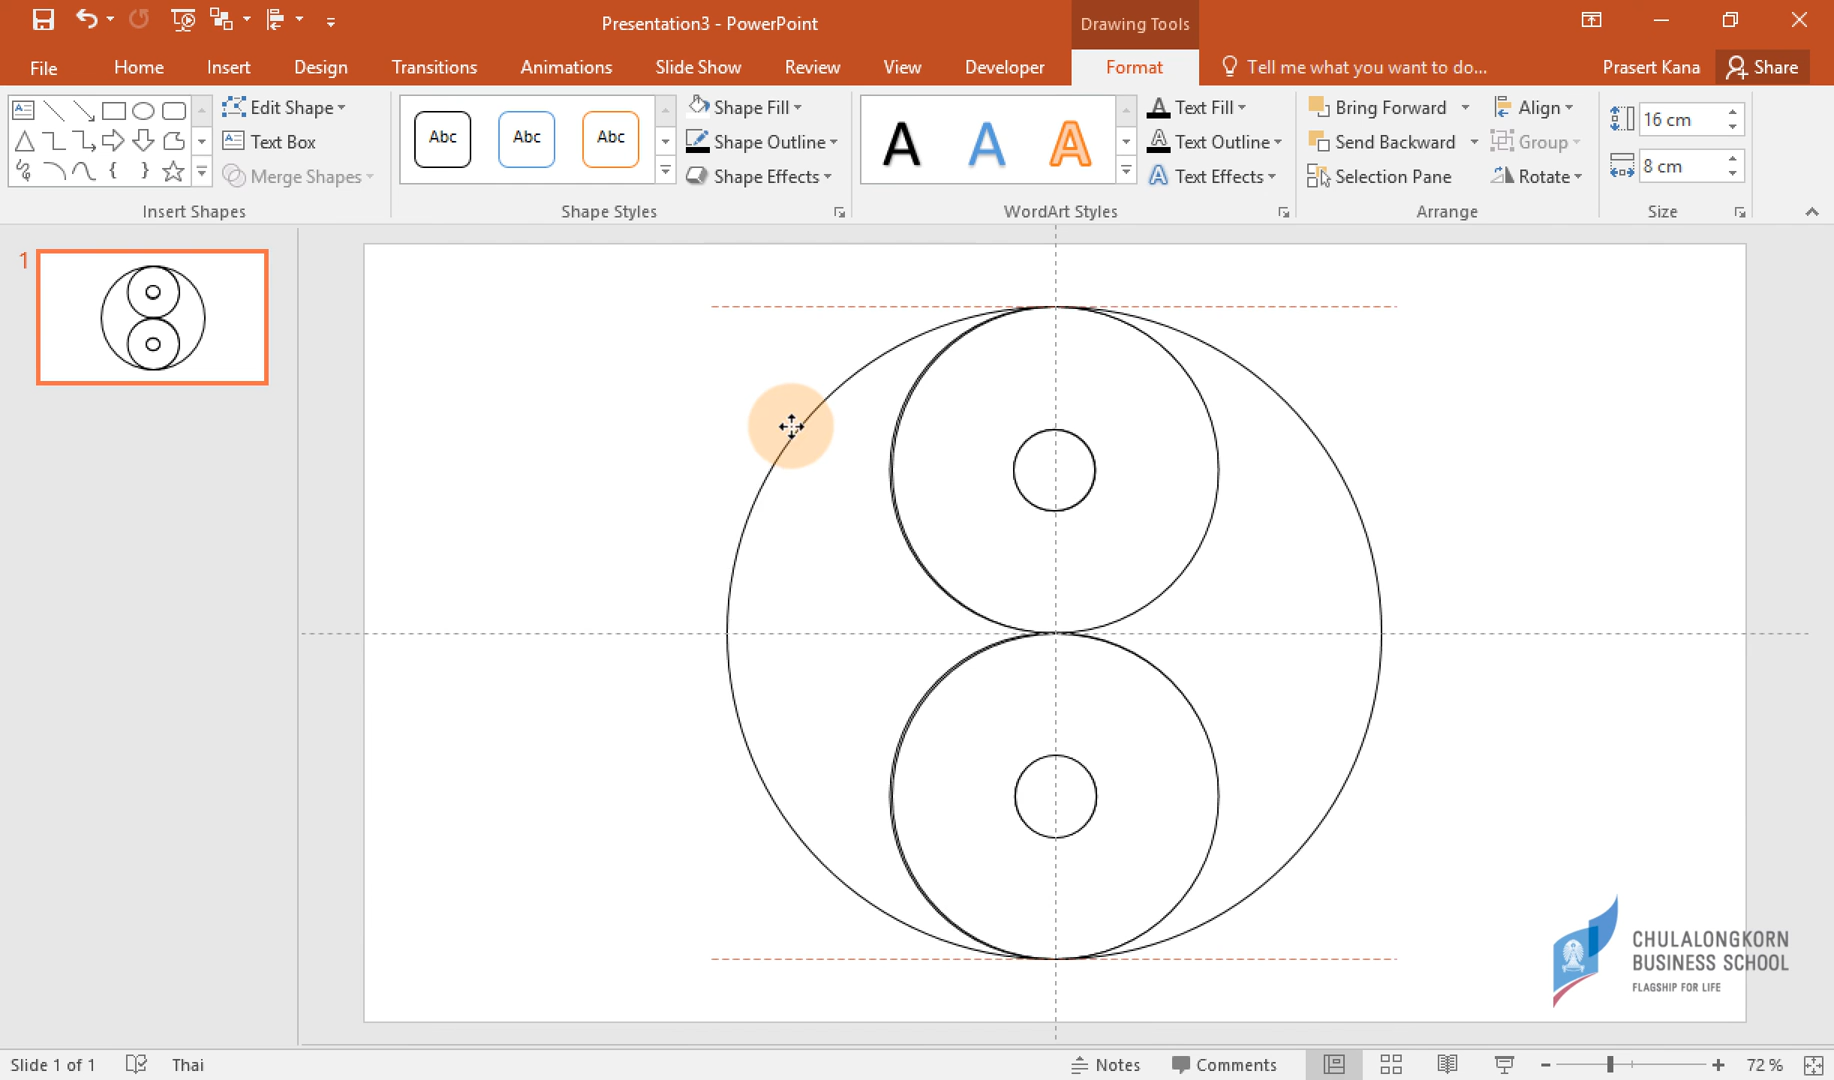 Presentation3 - PowerPoint
Drawing Tools
File Home Insert Design Transitions Animations Slide Show Review View Developer Format Tell me what you want to do... Prasert Kana Share
Edit Shape
Text Box
Merge Shapes
Insert Shapes
Abc Abc Abc
Shape Fill
Shape Outline
Shape Effects
Shape Styles
A A A
Text Fill
Text Outline
Text Effects
WordArt Styles
Bring Forward
Send Backward
Selection Pane
Align
Group
Rotate
Arrange
16 cm
8 cm
Size
1
CHULALONGKORN
BUSINESS SCHOOL
FLAGSHIP FOR LIFE
Slide 1 of 1 Thai Notes Comments 72 %